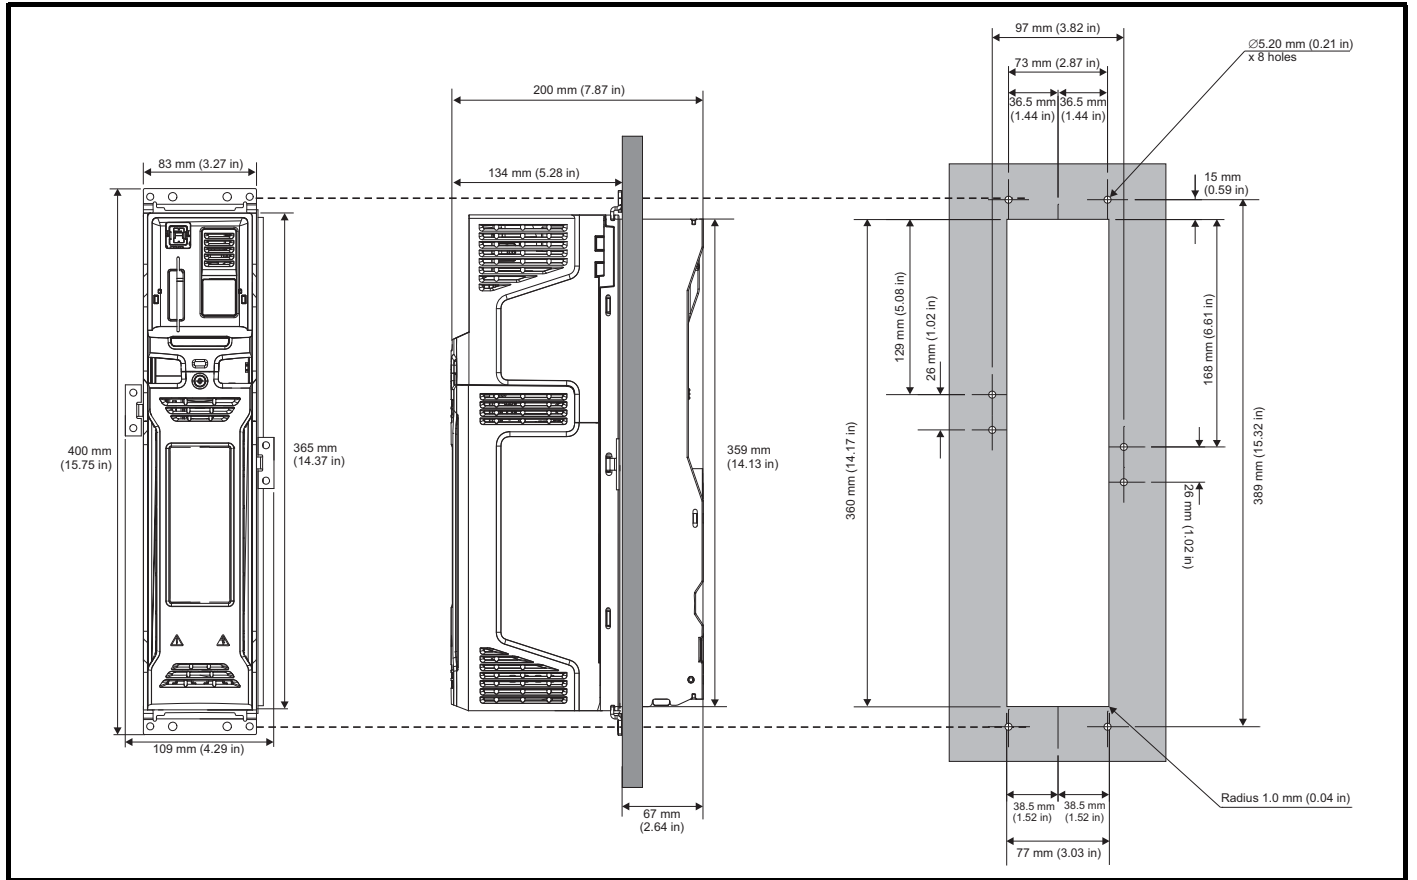 97 mm (3.82 in)
∅5.20 mm (0.21 in)
x 8 holes
73 mm (2.87 in)
200 mm (7.87 in)
36.5 mm
(1.44 in)
36.5 mm
(1.44 in)
83 mm (3.27 in)
134 mm (5.28 in)
15 mm
(0.59 in)
129 mm (5.08 in)
26 mm (1.02 in)
168 mm (6.61 in)
400 mm
(15.75 in)
365 mm
(14.37 in)
359 mm
(14.13 in)
360 mm (14.17 in)
389 mm (15.32 in)
26 mm (1.02 in)
109 mm (4.29 in)
67 mm
(2.64 in)
38.5 mm
(1.52 in)
38.5 mm
(1.52 in)
Radius 1.0 mm (0.04 in)
77 mm (3.03 in)